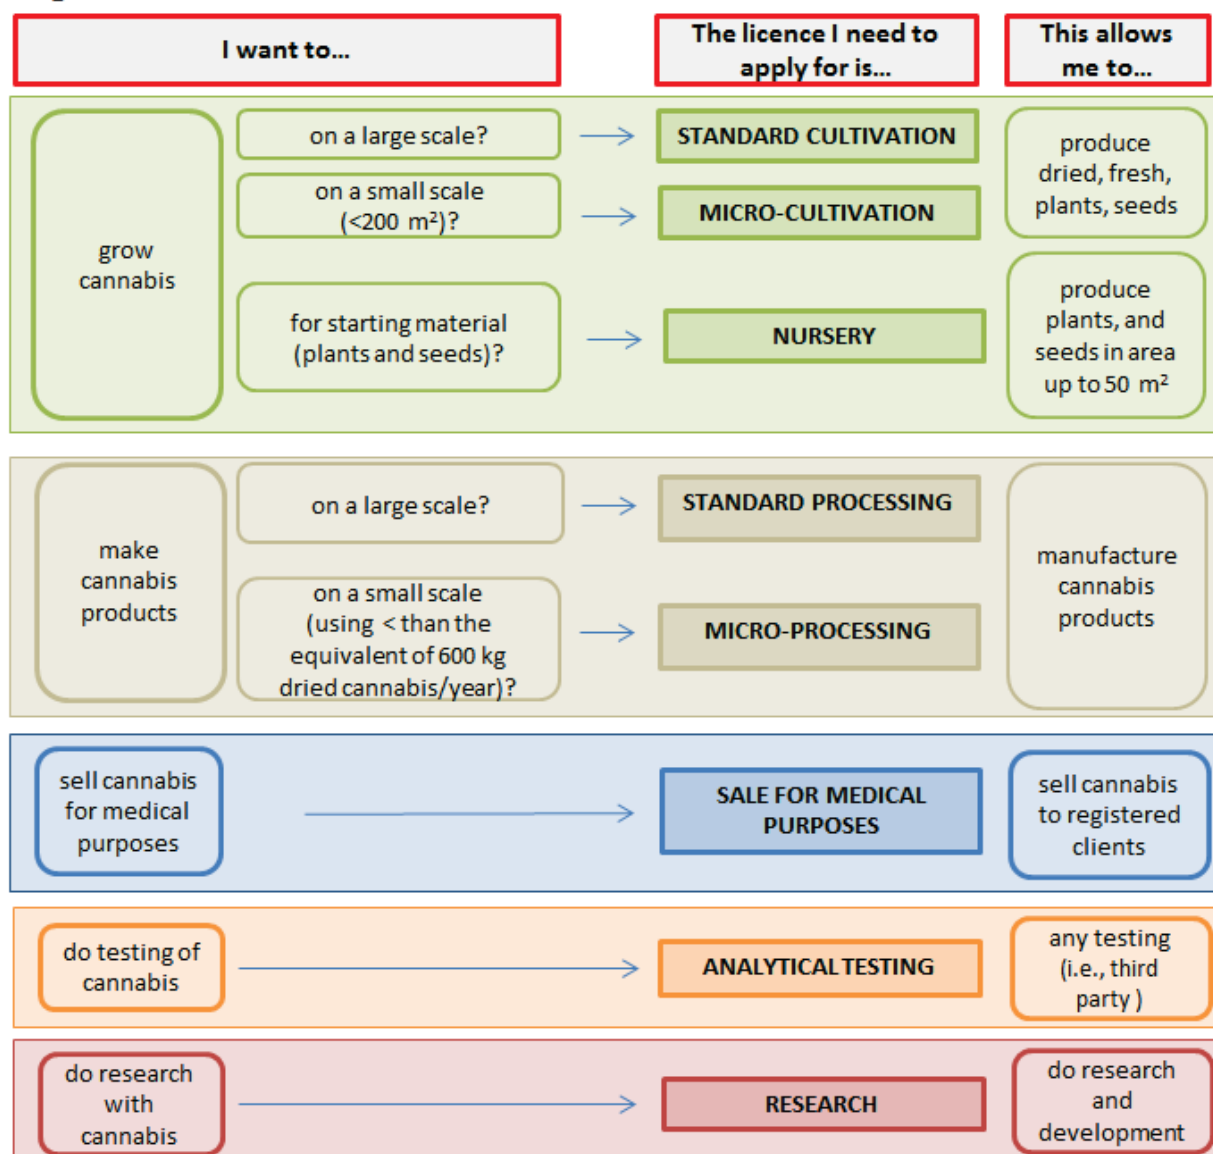 I want to...
The licence I need to
apply for is...
This allows
me to...
grow
cannabis
on a large scale?
STANDARD CULTIVATION
on a small scale
(<200 m²)?
MICRO-CULTIVATION
produce
dried, fresh,
plants, seeds
for starting material
(plants and seeds)?
NURSERY
produce
plants, and
seeds in area
up to 50 m²
make
cannabis
products
on a large scale?
STANDARD PROCESSING
on a small scale
(using < than the
equivalent of 600 kg
dried cannabis/year)?
MICRO-PROCESSING
manufacture
cannabis
products
sell cannabis
for medical
purposes
SALE FOR MEDICAL
PURPOSES
sell cannabis
to registered
clients
do testing of
cannabis
ANALYTICAL TESTING
any testing
(i.e., third
party )
do research
with
cannabis
RESEARCH
do research
and
development